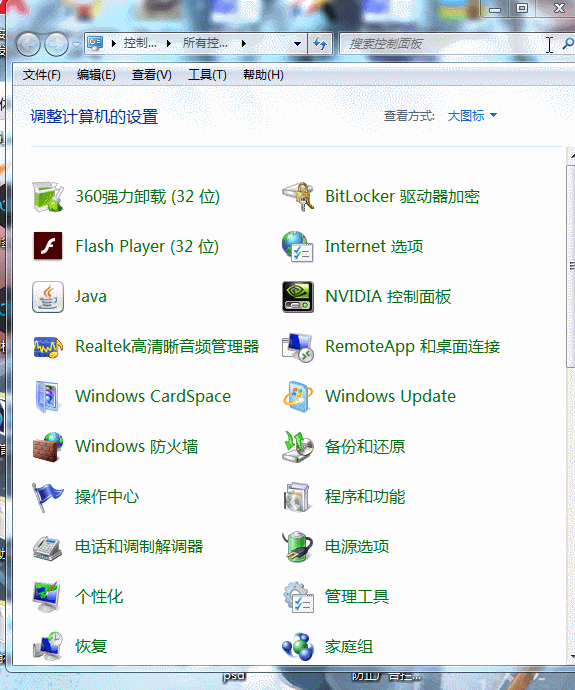 控制... 所有控...
搜索控制面板
文件(F) 编辑(E) 查看(V) 工具(T) 帮助(H)
调整计算机的设置
查看方式: 大图标
360强力卸载 (32 位)
BitLocker 驱动器加密
Flash Player (32 位)
Internet 选项
Java
NVIDIA 控制面板
Realtek高清晰音频管理器
RemoteApp 和桌面连接
Windows CardSpace
Windows Update
Windows 防火墙
备份和还原
操作中心
程序和功能
电话和调制解调器
电源选项
个性化
管理工具
恢复
家庭组
psd